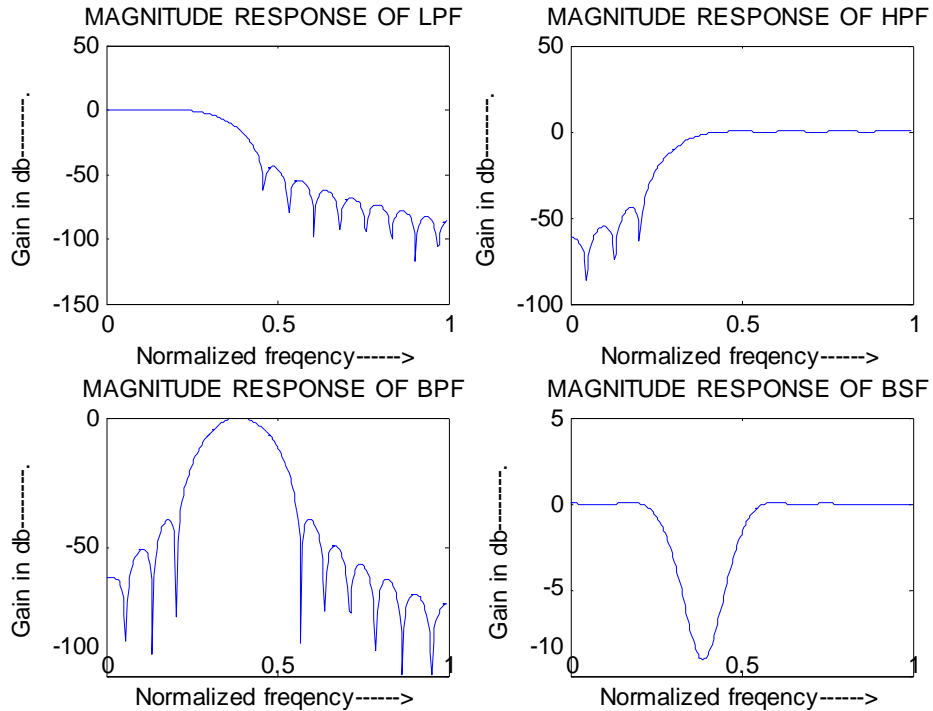 MAGNITUDE RESPONSE OF LPF
50
0
-50
-100
-150
0
0.5
1
Gain in db----------.
Normalized freqency------>
MAGNITUDE RESPONSE OF HPF
50
0
-50
-100
0
0.5
1
Gain in db----------.
Normalized freqency------>
MAGNITUDE RESPONSE OF BPF
0
-50
-100
0
0.5
1
Gain in db----------.
Normalized freqency------>
MAGNITUDE RESPONSE OF BSF
5
0
-5
-10
0
0.5
1
Gain in db----------.
Normalized freqency------>